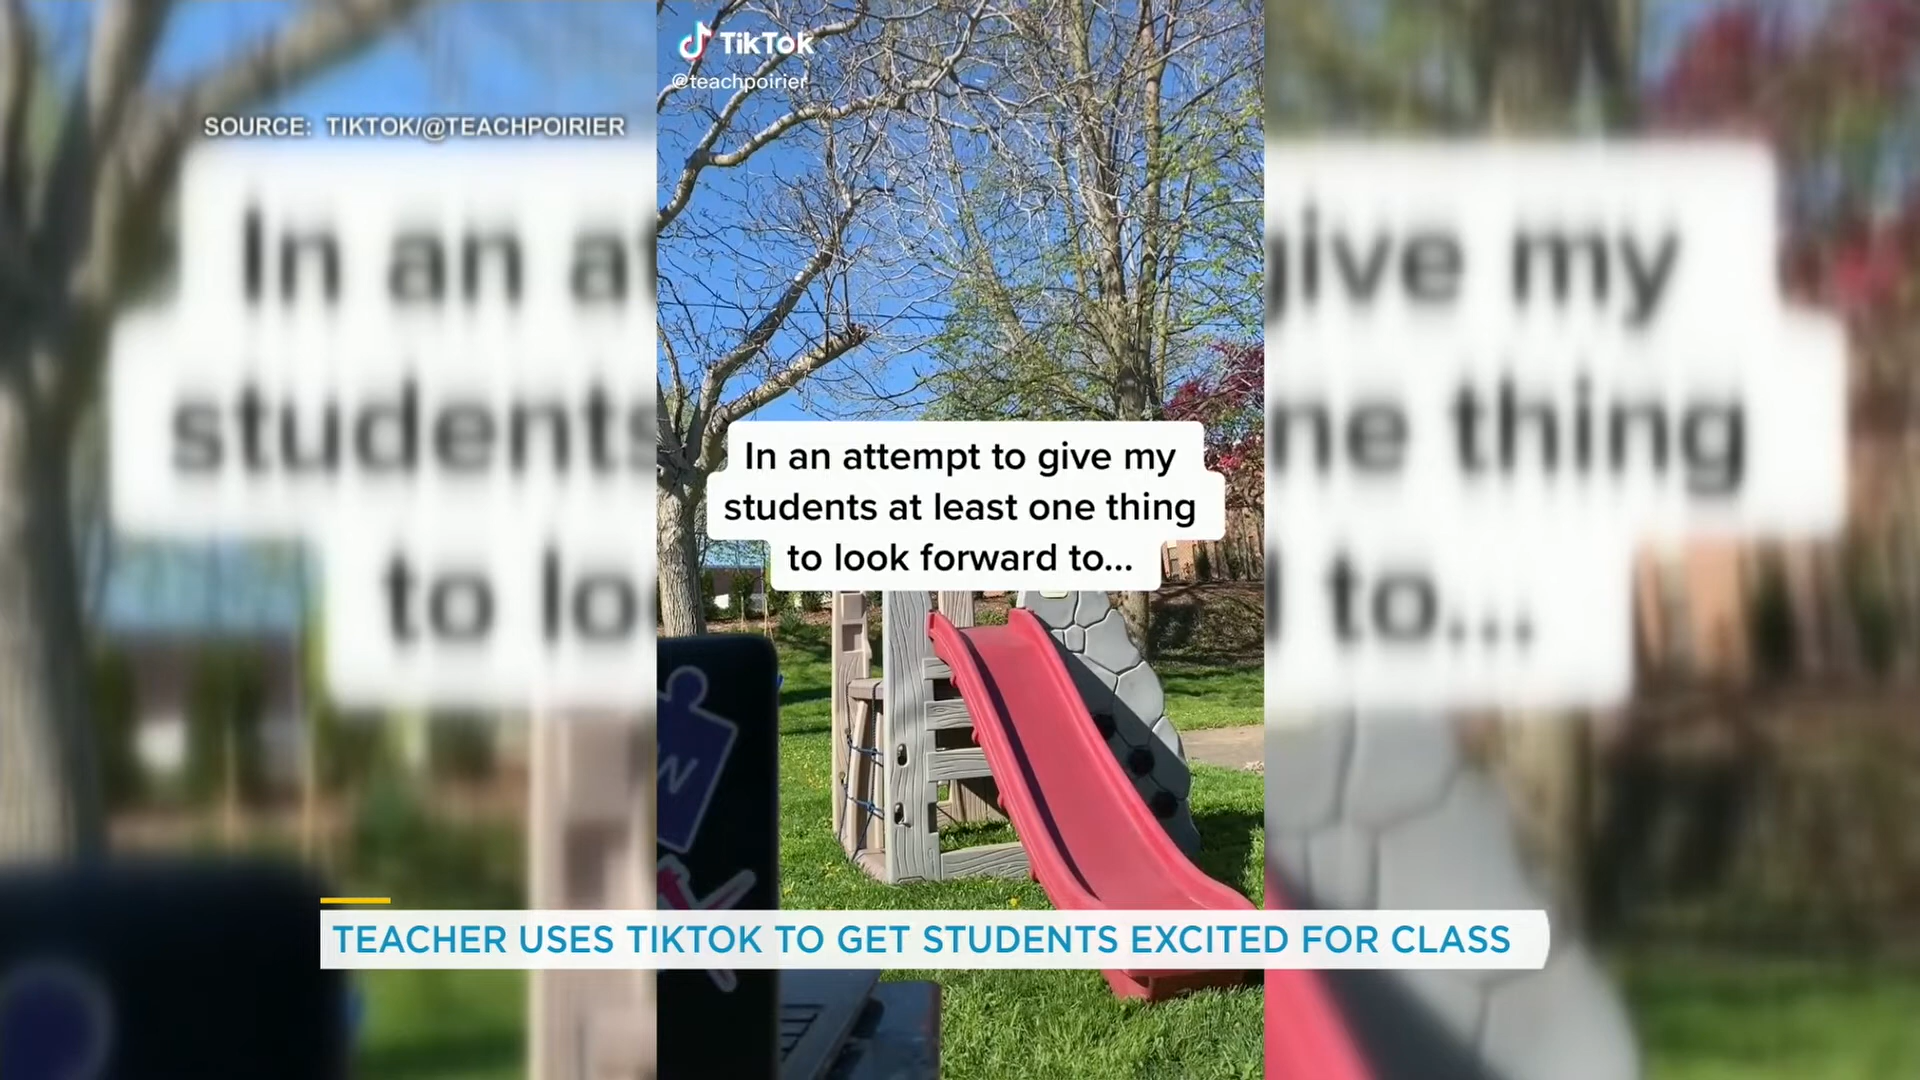 TikTok
@teachpoirier
SOURCE: TIKTOK/@TEACHPOIRIER
In an attempt to give my
students at least one thing
to look forward to...
TEACHER USES TIKTOK TO GET STUDENTS EXCITED FOR CLASS